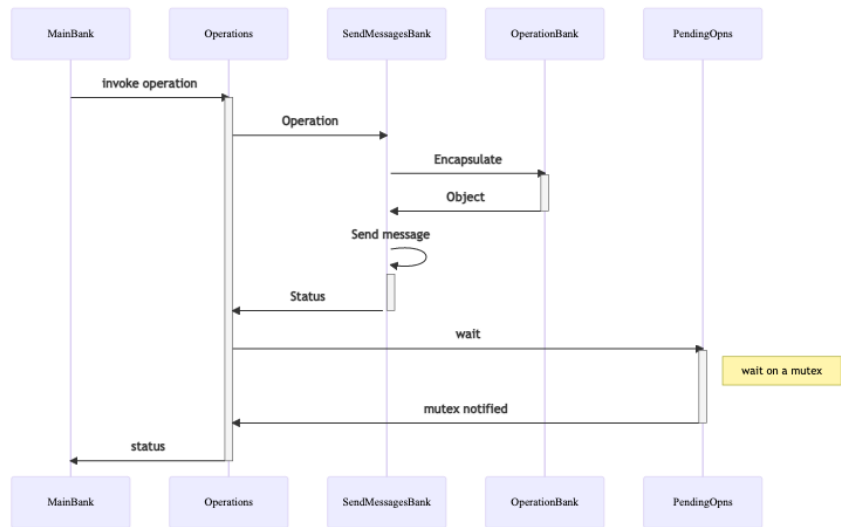 MainBank
Operations
SendMessagesBank
OperationBank
PendingOpns
invoke operation
Operation
Encapsulate
Object
Send message
Status
wait
wait on a mutex
mutex notified
status
MainBank
Operations
SendMessagesBank
OperationBank
PendingOpns